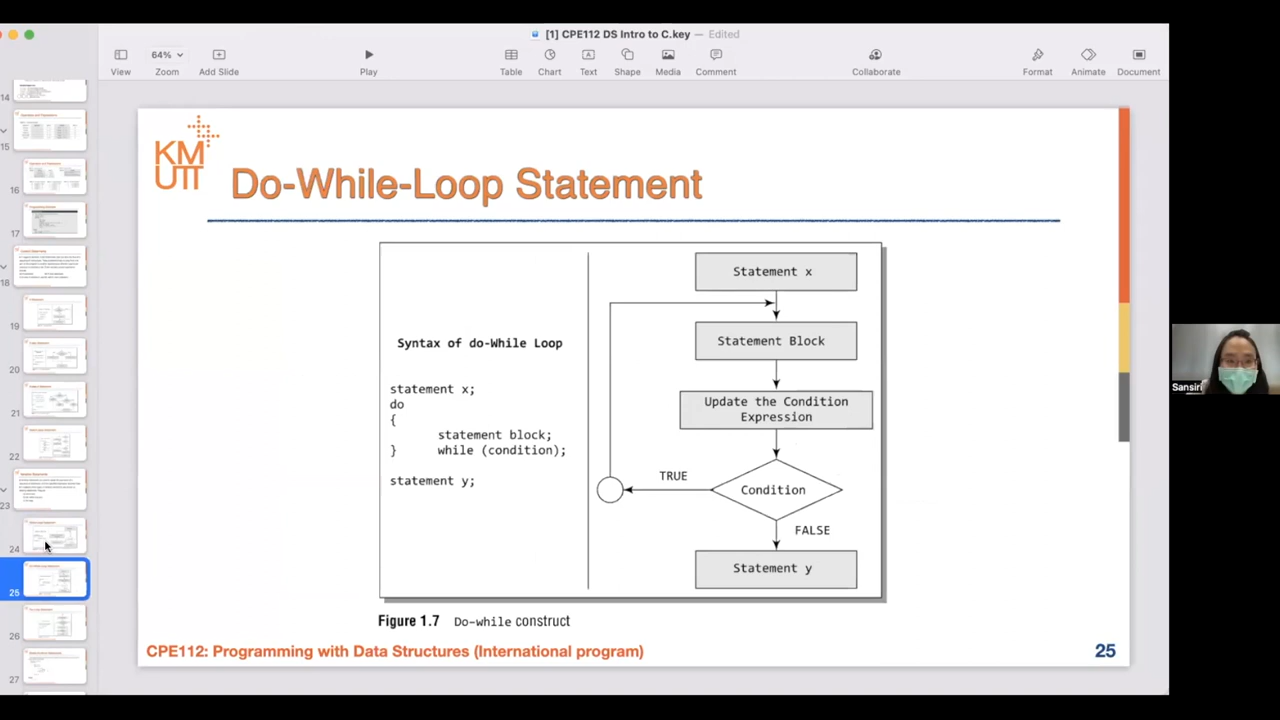 [1] CPE112 DS Intro to C.key — Edited
64%
View
Zoom
Add Slide
Play
Table
Chart
Text
Shape
Media
Comment
Collaborate
Format
Animate
Document
14
15
16
17
18
19
20
21
22
23
24
25
26
27
KM
UTT
Do-While-Loop Statement
Syntax of do-While Loop
statement x;
do
{
statement block;
} while (condition);
statement y;
Statement x
Statement Block
Update the Condition
Expression
Condition
TRUE
FALSE
Statement y
Figure 1.7 Do-while construct
CPE112: Programming with Data Structures (International program)
25
Sansiri